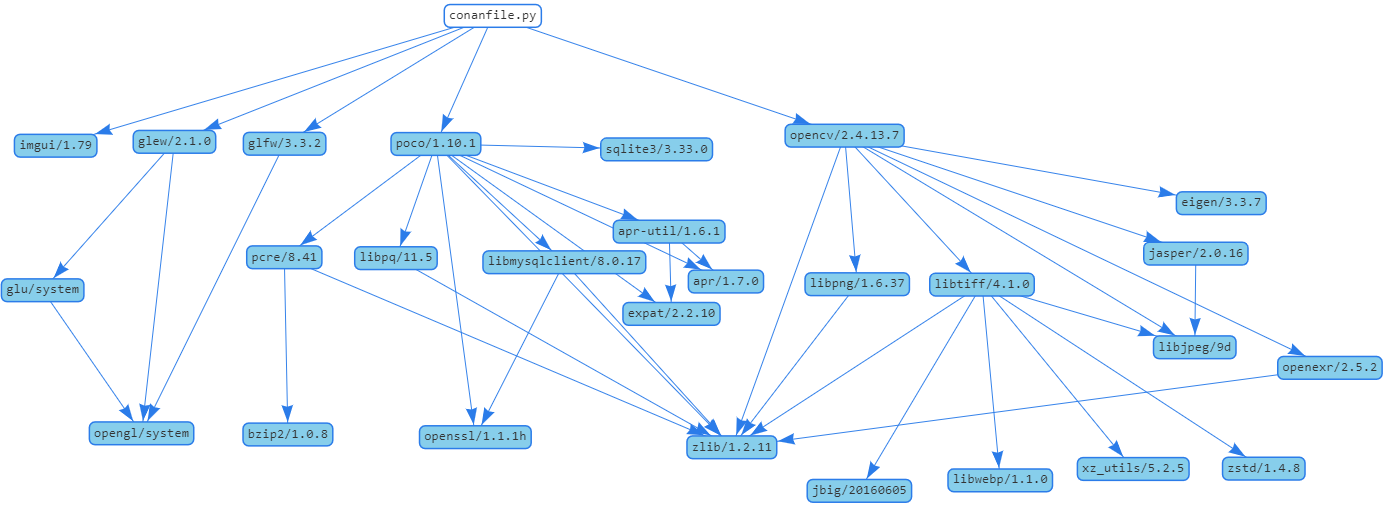 conanfile.py
imgui/1.79
glew/2.1.0
glfw/3.3.2
poco/1.10.1
sqlite3/3.33.0
opencv/2.4.13.7
eigen/3.3.7
apr-util/1.6.1
pcre/8.41
libpq/11.5
libmysqlclient/8.0.17
jasper/2.0.16
glu/system
apr/1.7.0
libpng/1.6.37
libtiff/4.1.0
expat/2.2.10
libjpeg/9d
openexr/2.5.2
opengl/system
bzip2/1.0.8
openssl/1.1.1h
zlib/1.2.11
xz_utils/5.2.5
zstd/1.4.8
jbig/20160605
libwebp/1.1.0